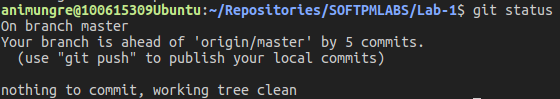 animungre@100615309Ubuntu:~/Repositories/SOFTPMLABS/Lab-1$ git status
On branch master
Your branch is ahead of 'origin/master' by 5 commits.
  (use "git push" to publish your local commits)

nothing to commit, working tree clean